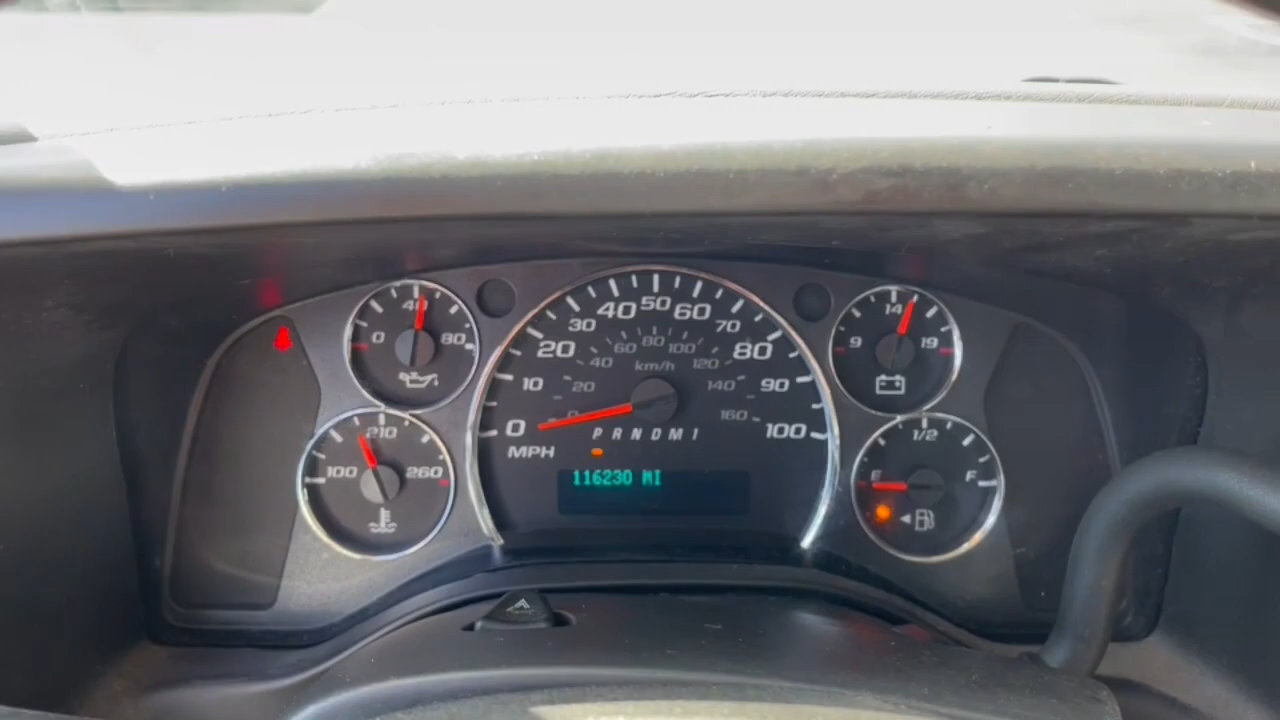 0 40 80
100 210 260
0 10 20 30 40 50 60 70 80 90 100
MPH
0 20 40 60 80 100 120 140 160
km/h
P R N D M 1
116230 MI
9 14 19
E 1/2 F